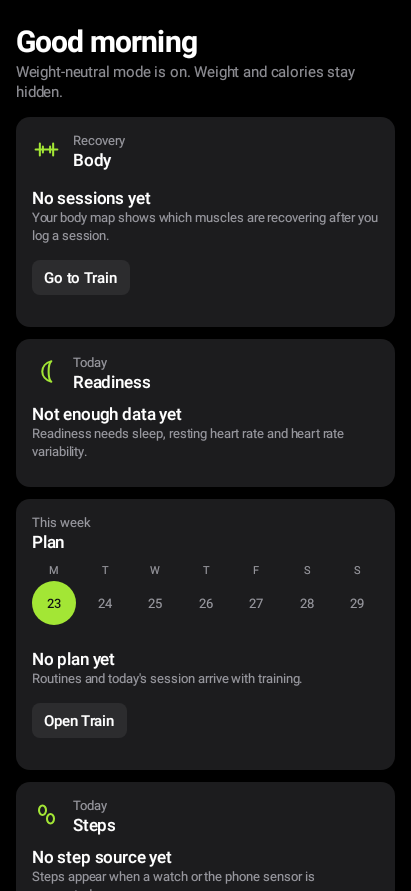 Good morning
Weight-neutral mode is on. Weight and calories stay
hidden.
Recovery
Body
No sessions yet
Your body map shows which muscles are recovering after you
log a session.
Go to Train
Today
Readiness
Not enough data yet
Readiness needs sleep, resting heart rate and heart rate
variability.
This week
Plan
M T W T F S S
23 24 25 26 27 28 29
No plan yet
Routines and today's session arrive with training.
Open Train
Today
Steps
No step source yet
Steps appear when a watch or the phone sensor is